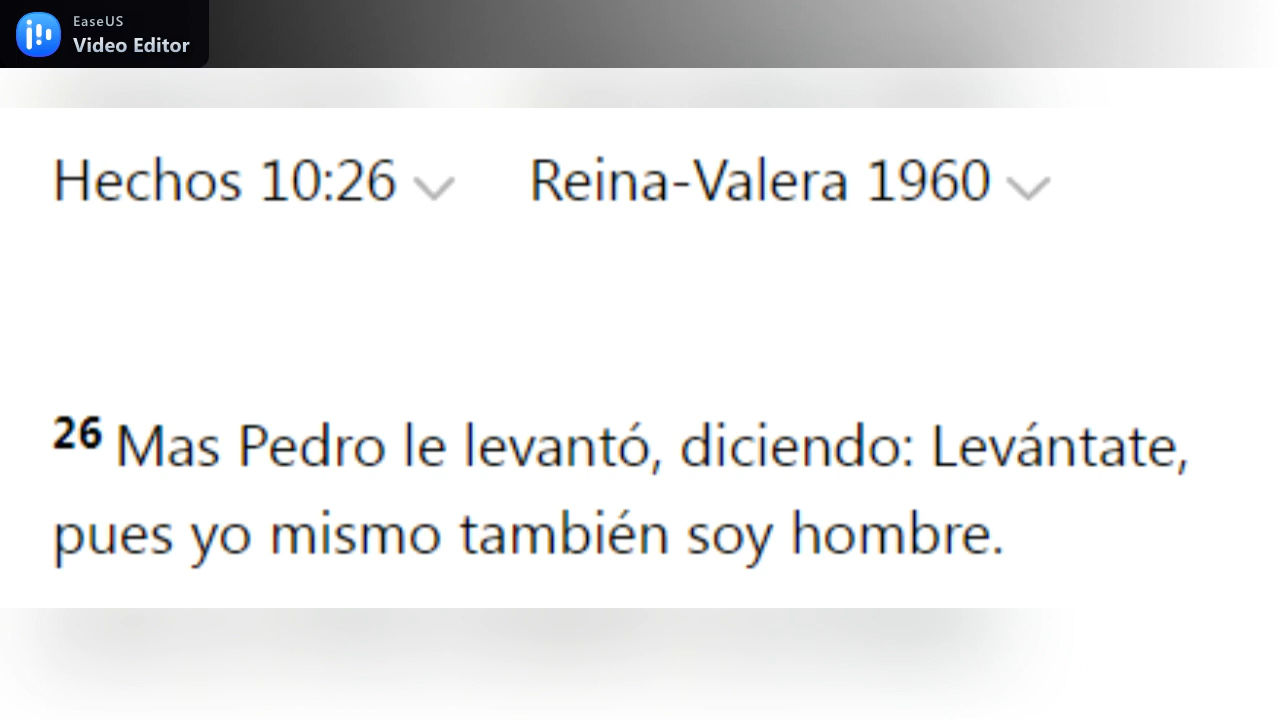 EaseUS
Video Editor
Hechos 10:26 Reina-Valera 1960
26 Mas Pedro le levantó, diciendo: Levántate,
pues yo mismo también soy hombre.